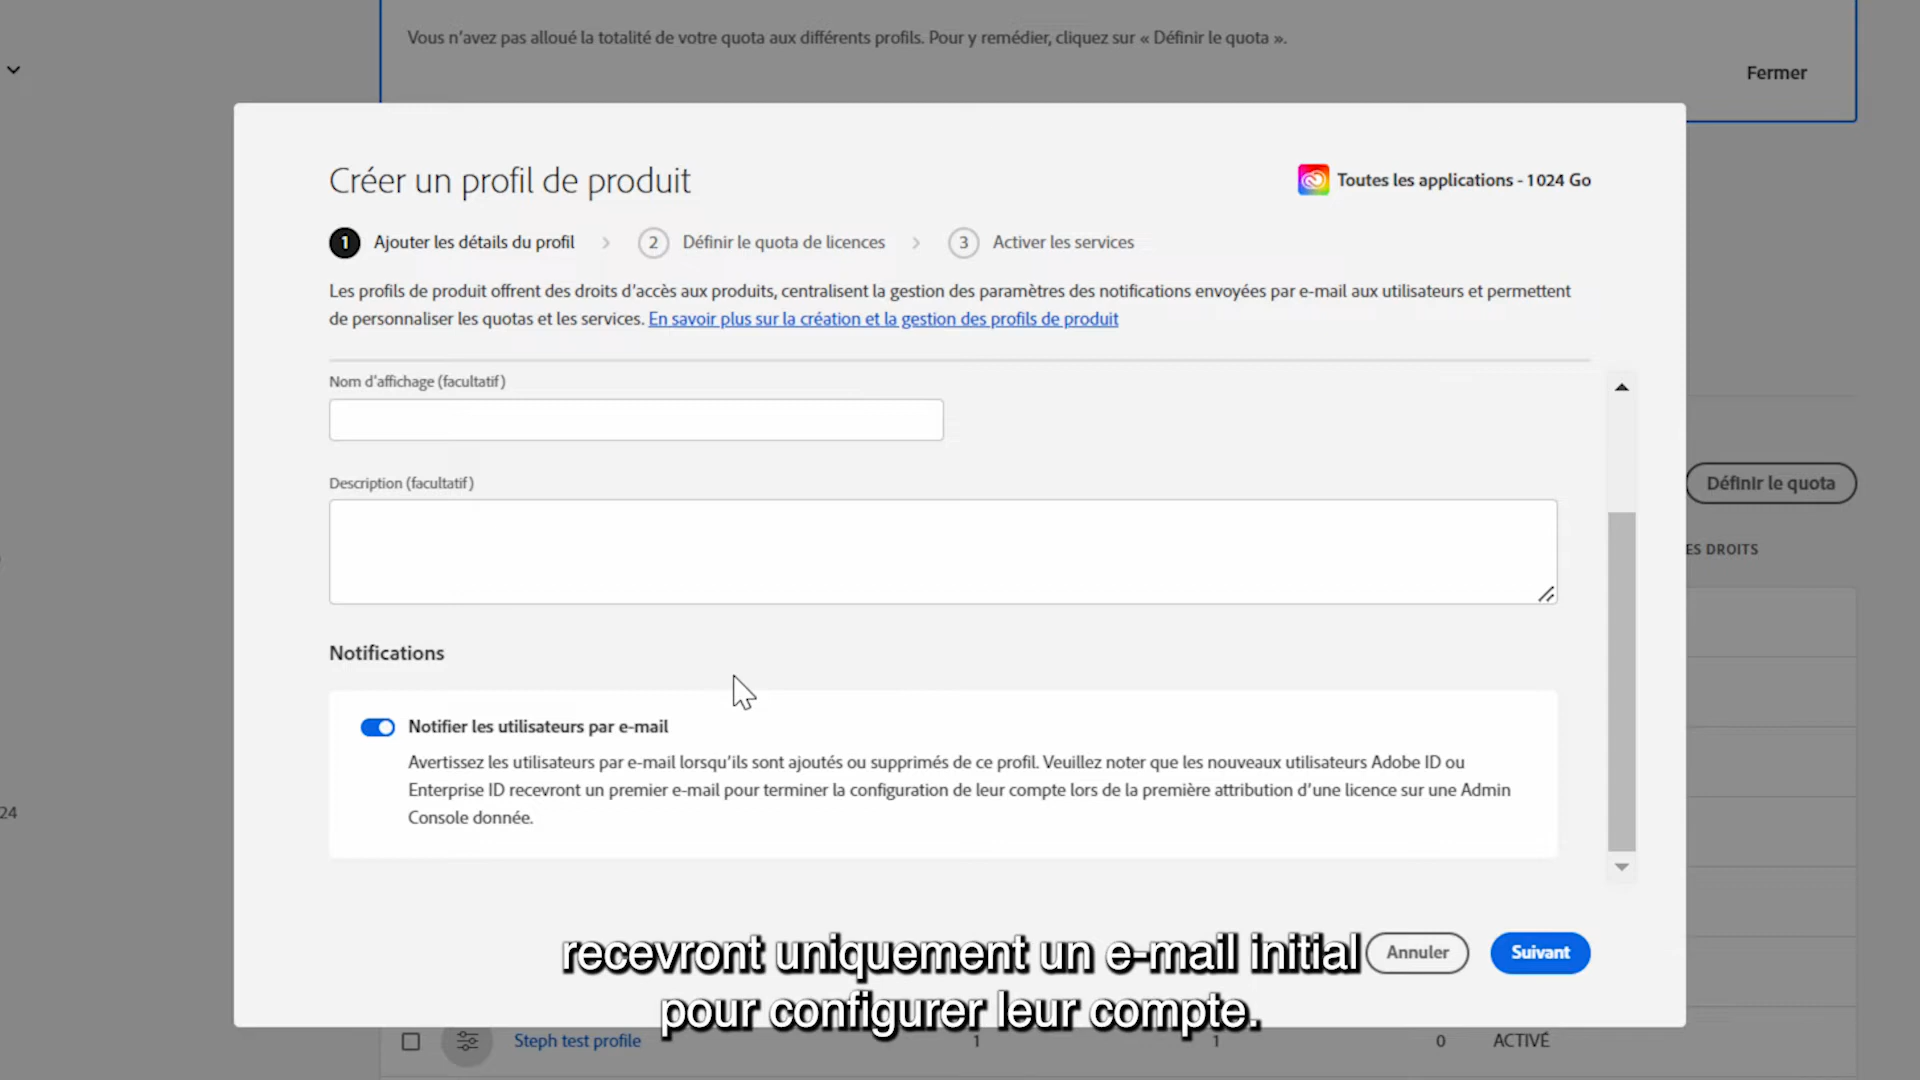 Vous n'avez pas alloué la totalité de votre quota aux différents profils. Pour y remédier, cliquez sur « Définir le quota ».
Fermer
Créer un profil de produit
Toutes les applications - 1 024 Go
1 Ajouter les détails du profil
2 Définir le quota de licences
3 Activer les services
Les profils de produit offrent des droits d'accès aux produits, centralisent la gestion des paramètres des notifications envoyées par e-mail aux utilisateurs et permettent
de personnaliser les quotas et les services. En savoir plus sur la création et la gestion des profils de produit
Nom d'affichage (facultatif)
Description (facultatif)
Définir le quota
ES DROITS
Notifications
Notifier les utilisateurs par e-mail
Avertissez les utilisateurs par e-mail lorsqu'ils sont ajoutés ou supprimés de ce profil. Veuillez noter que les nouveaux utilisateurs Adobe ID ou
Enterprise ID recevront un premier e-mail pour terminer la configuration de leur compte lors de la première attribution d'une licence sur une Admin
Console donnée.
24
recevront uniquement un e-mail initial
pour configurer leur compte.
Annuler
Suivant
Steph test profile 1 1 0 ACTIVÉ